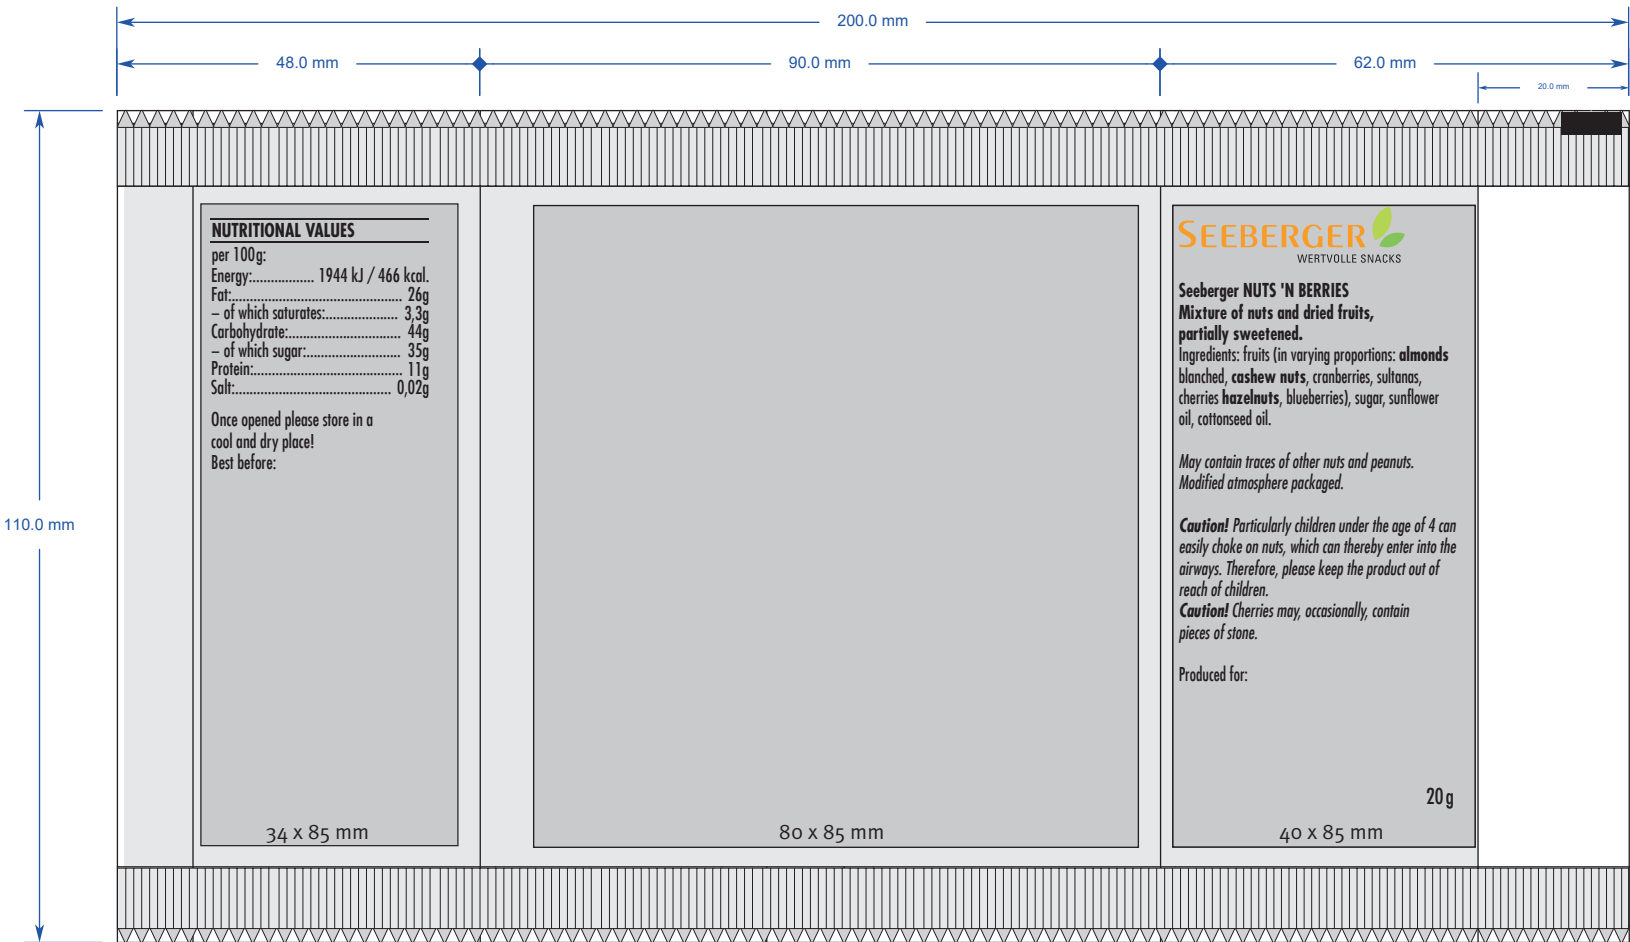 200.0 mm
48.0 mm
90.0 mm
62.0 mm
20.0 mm
110.0 mm
NUTRITIONAL VALUES
per 100g:
Energy:................. 1944 kJ / 466 kcal.
Fat:............................................... 26g
– of which saturates:.................... 3,3g
Carbohydrate:............................... 44g
– of which sugar:.......................... 35g
Protein:......................................... 11g
Salt:........................................... 0,02g
Once opened please store in a
cool and dry place!
Best before:
34 x 85 mm
80 x 85 mm
SEEBERGER
WERTVOLLE SNACKS
Seeberger NUTS 'N BERRIES
Mixture of nuts and dried fruits,
partially sweetened.
Ingredients: fruits (in varying proportions: almonds
blanched, cashew nuts, cranberries, sultanas,
cherries hazelnuts, blueberries), sugar, sunflower
oil, cottonseed oil.
May contain traces of other nuts and peanuts.
Modified atmosphere packaged.
Caution! Particularly children under the age of 4 can
easily choke on nuts, which can thereby enter into the
airways. Therefore, please keep the product out of
reach of children.
Caution! Cherries may, occasionally, contain
pieces of stone.
Produced for:
20 g
40 x 85 mm